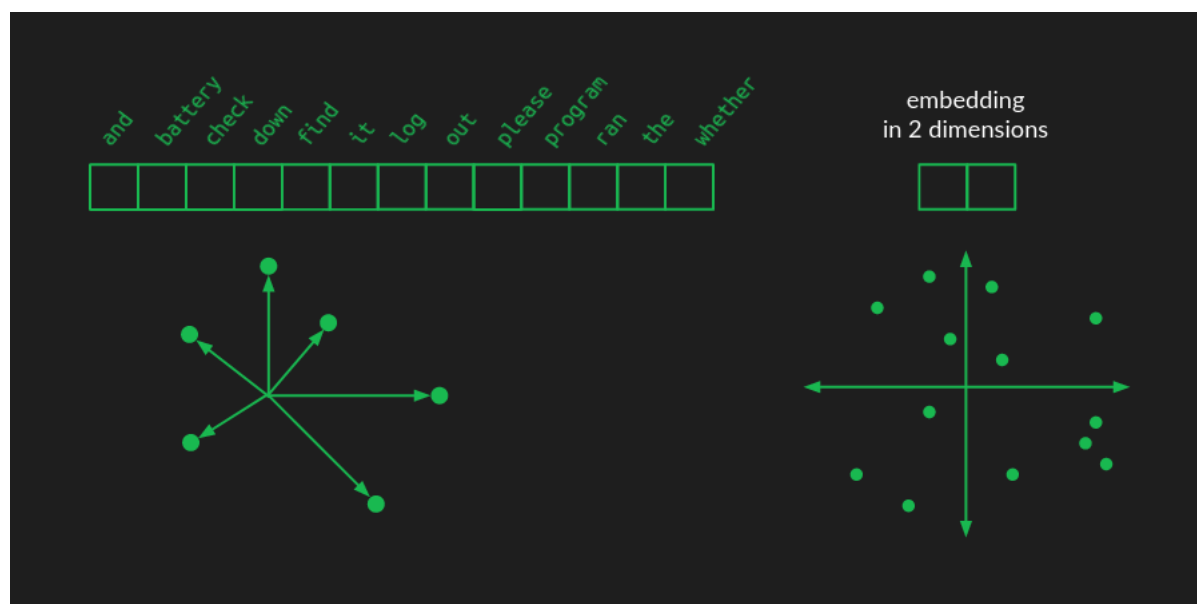 and battery check down find it log out please program ran the whether
embedding
in 2 dimensions